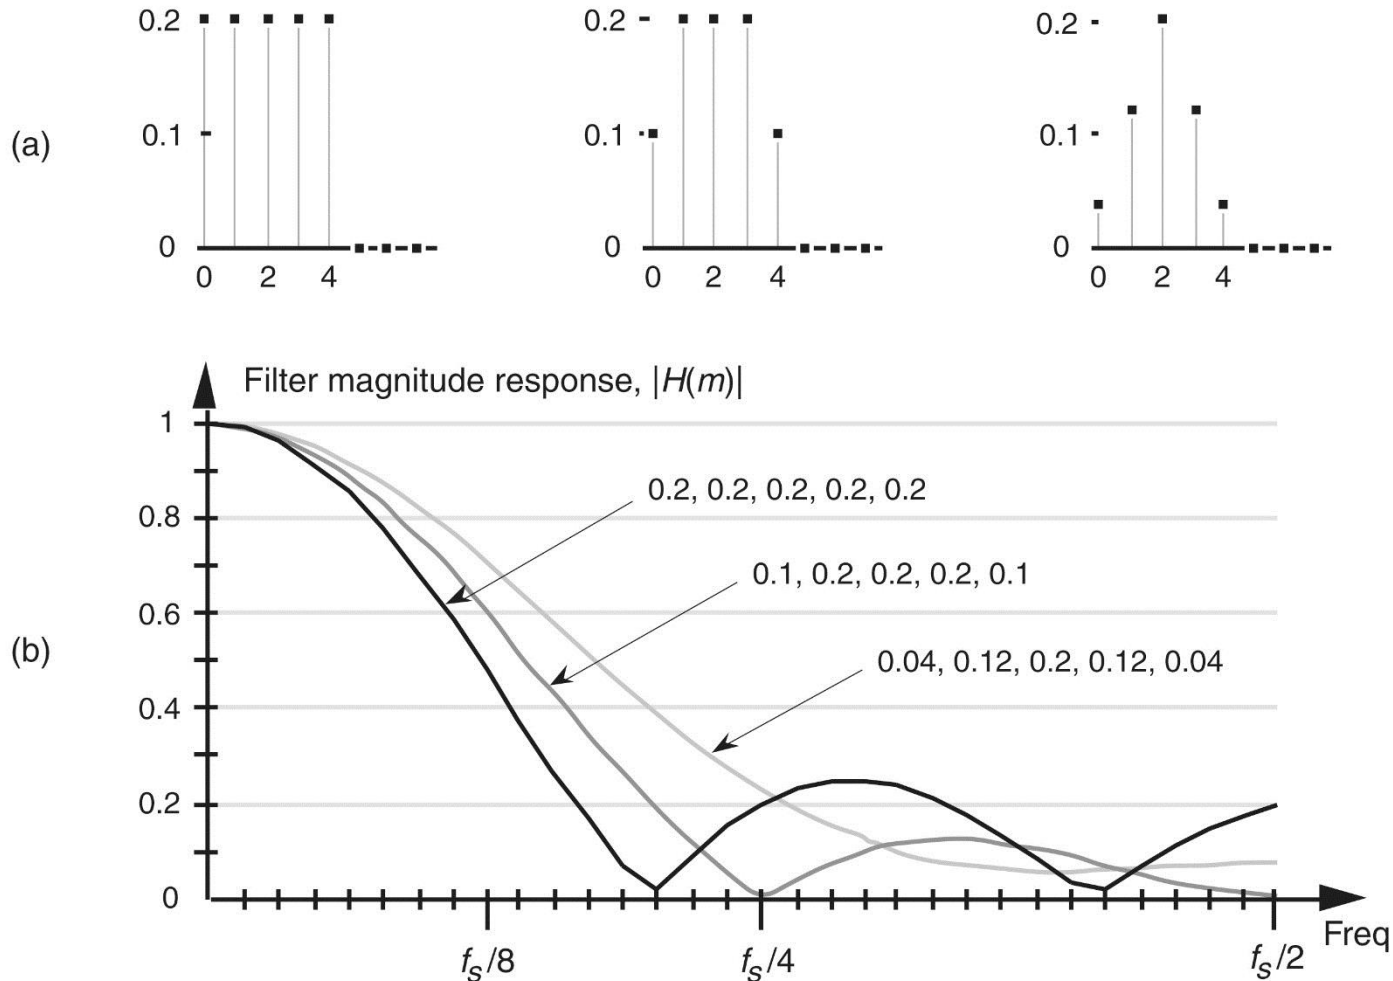 (a)
0.2
0.1
0
0 2 4
0.2
0.1
0
0 2 4
0.2
0.1
0
0 2 4
(b)
Filter magnitude response, |H(m)|
1
0.8
0.6
0.4
0.2
0
0.2, 0.2, 0.2, 0.2, 0.2
0.1, 0.2, 0.2, 0.2, 0.1
0.04, 0.12, 0.2, 0.12, 0.04
fs/8
fs/4
fs/2
Freq